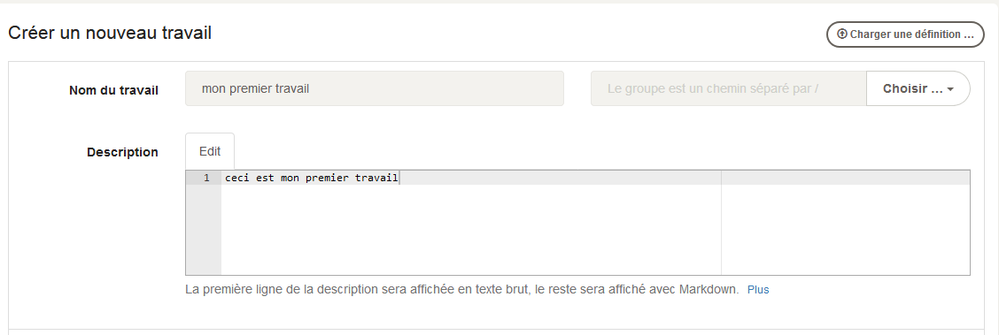 Créer un nouveau travail
Charger une définition ...
Nom du travail
mon premier travail
Le groupe est un chemin séparé par /
Choisir ...
Description
Edit
1 ceci est mon premier travail
La première ligne de la description sera affichée en texte brut, le reste sera affiché avec Markdown. Plus